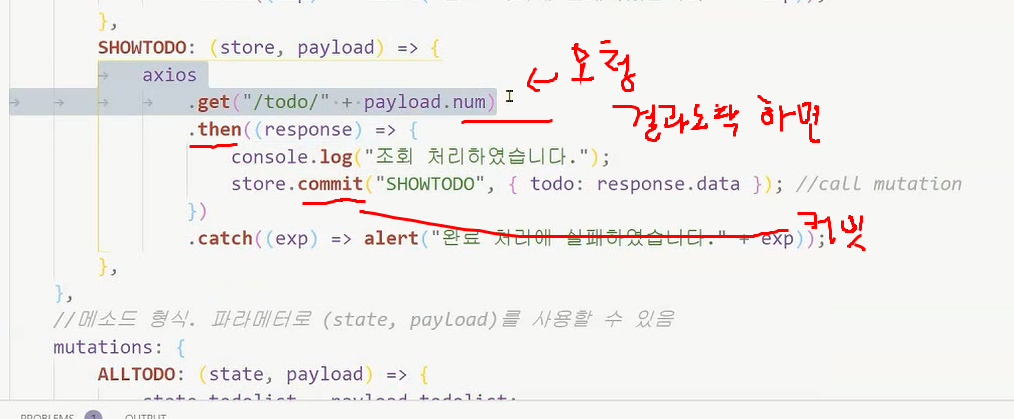 },
SHOWTODO: (store, payload) => {
axios
.get("/todo/" + payload.num)
.then((response) => {
console.log("조회 처리하였습니다.");
store.commit("SHOWTODO", { todo: response.data }); //call mutation
})
.catch((exp) => alert("완료 처리에 실패하였습니다." + exp));
},
},
//메소드 형식. 파라메터로 (state, payload)를 사용할 수 있음
mutations: {
ALLTODO: (state, payload) => {
요청
결과도착 하면
커밋
PROBLEMS 1 OUTPUT